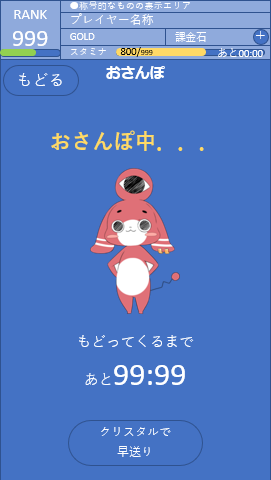 ●称号的なものの表示エリア
RANK
999
プレイヤー名称
GOLD
課金石
スタミナ
800/999
あと00:00
もどる
おさんぽ
おさんぽ中．．．
もどってくるまで
あと99:99
クリスタルで
早送り